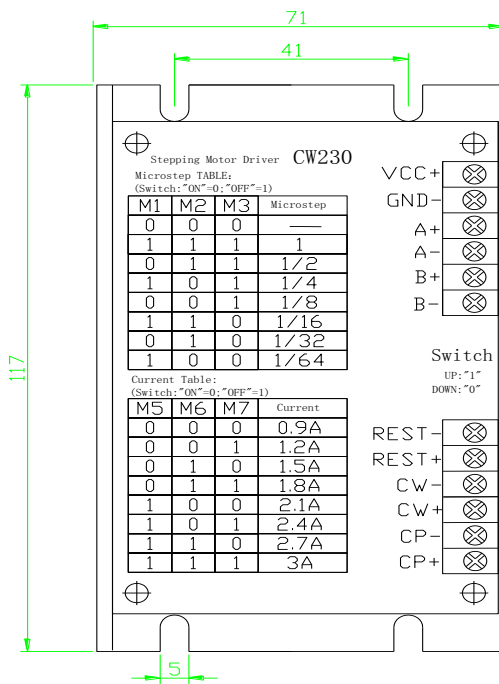 71
41
117
Stepping Motor Driver CW230
Microstep TABLE:
(Switch:"ON"=0;"OFF"=1)
M1 M2 M3 Microstep
0 0 0 —
1 1 1 1
0 1 1 1/2
1 0 1 1/4
0 0 1 1/8
1 1 0 1/16
0 1 0 1/32
1 0 0 1/64
Current Table:
(Switch:"ON"=0;"OFF"=1)
M5 M6 M7 Current
0 0 0 0.9A
0 0 1 1.2A
0 1 0 1.5A
0 1 1 1.8A
1 0 0 2.1A
1 0 1 2.4A
1 1 0 2.7A
1 1 1 3A
VCC+
GND-
A+
A-
B+
B-
Switch
UP:"1"
DOWN:"0"
REST-
REST+
CW-
CW+
CP-
CP+
5